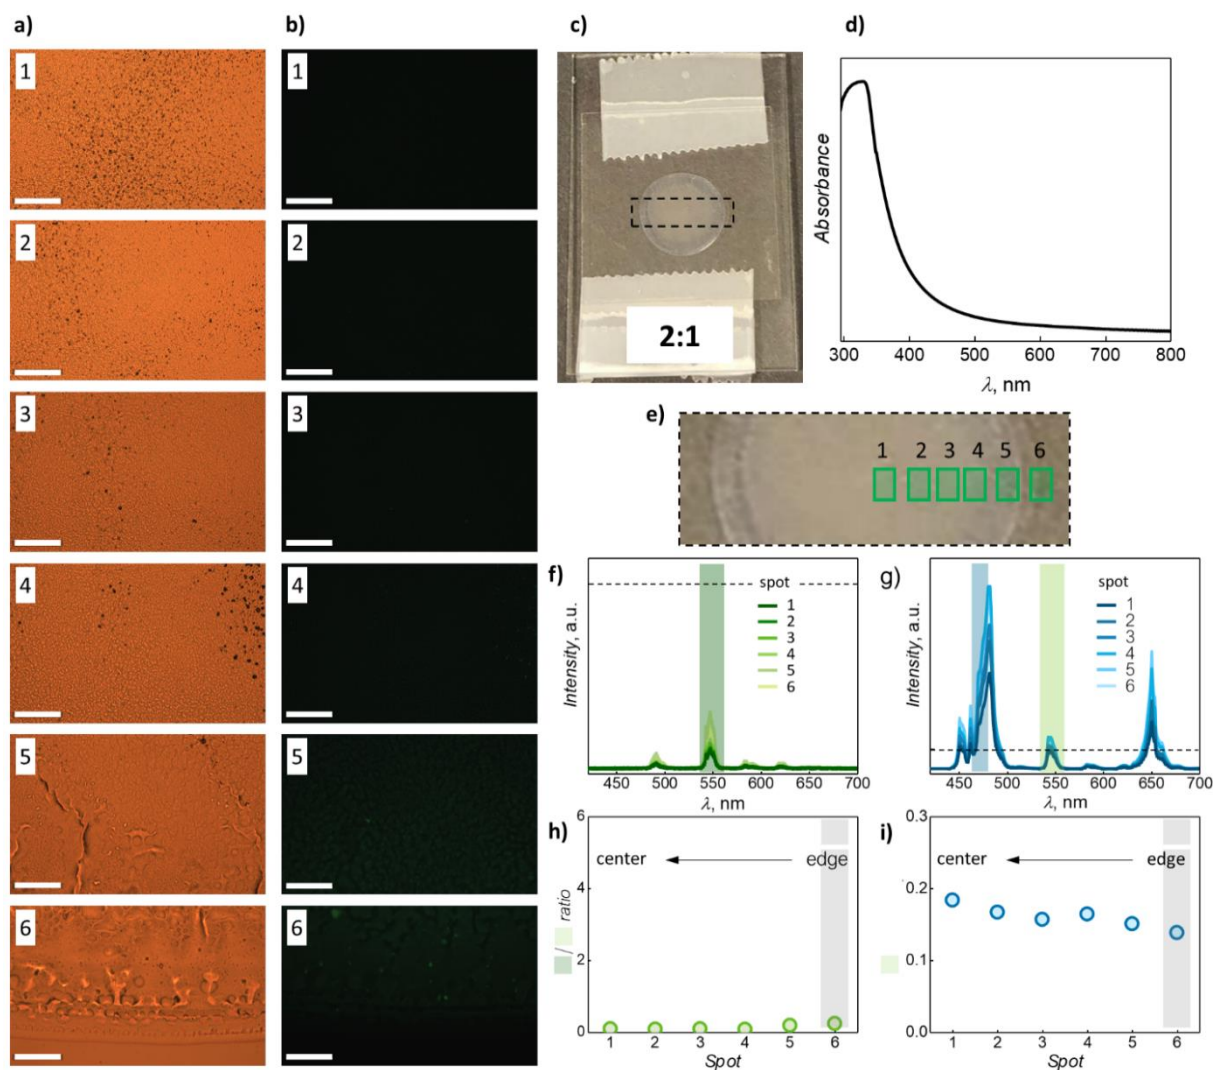 a)
1
2
3
4
5
6
b)
1
2
3
4
5
6
c)
2:1
d)
Absorbance
300 400 500 600 700 800
λ, nm
e)
1 2 3 4 5 6
f)
Intensity, a.u.
spot
1
2
3
4
5
6
450 500 550 600 650 700
λ, nm
g)
Intensity, a.u.
spot
1
2
3
4
5
6
450 500 550 600 650 700
λ, nm
h)
/ ratio
6
4
2
0
center edge
1 2 3 4 5 6
Spot
i)
0.3
0.2
0.1
0.0
center edge
1 2 3 4 5 6
Spot